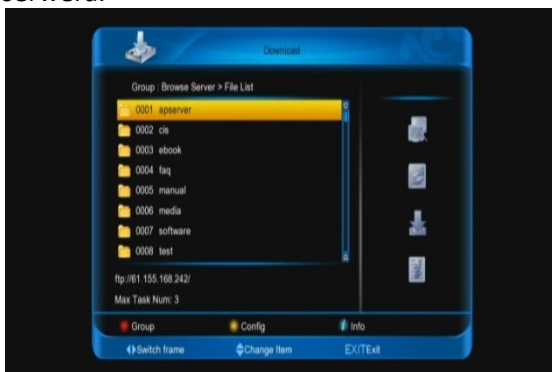 Download
Group : Browse Server > File List
0001 apserver
0002 cis
0003 ebook
0004 faq
0005 manual
0006 media
0007 software
0008 test
ftp://61.155.168.242/
Max Task Num: 3
Group Config Info
Switch frame Change Item EXIT Exit